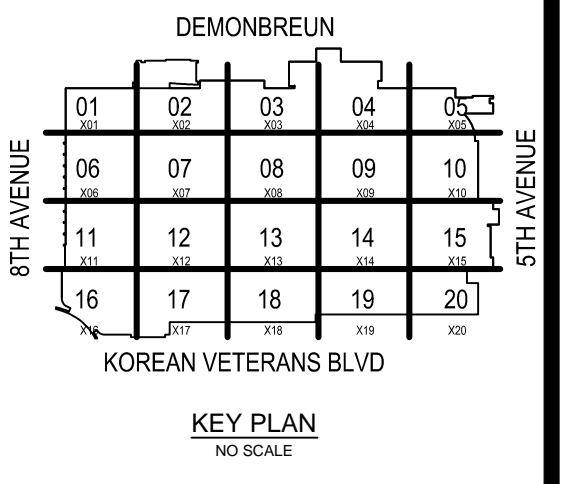 DEMONBREUN
01 02 03 04 05
X01 X02 X03 X04 X05
8TH AVENUE
5TH AVENUE
06 07 08 09 10
X06 X07 X08 X09 X10
11 12 13 14 15
X11 X12 X13 X14 X15
16 17 18 19 20
X16 X17 X18 X19 X20
KOREAN VETERANS BLVD
KEY PLAN
NO SCALE